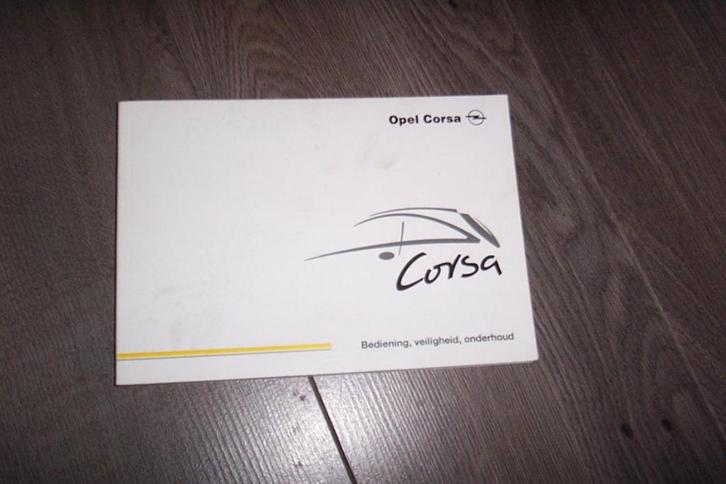 Opel Corsa
Corsa
Bediening, veiligheid, onderhoud